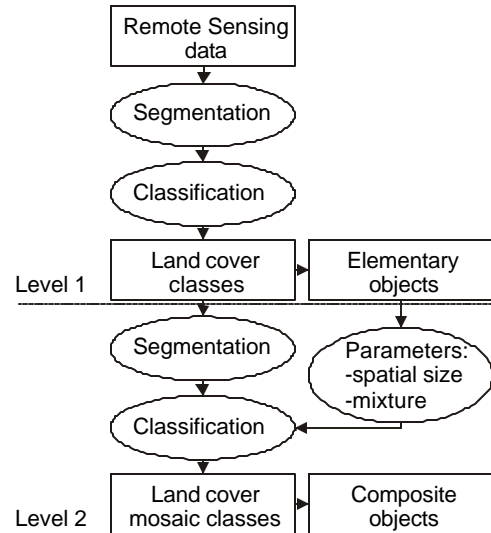 Remote Sensing
data
Segmentation
Classification
Level 1
Land cover
classes
Elementary
objects
Segmentation
Parameters:
-spatial size
-mixture
Classification
Level 2
Land cover
mosaic classes
Composite
objects